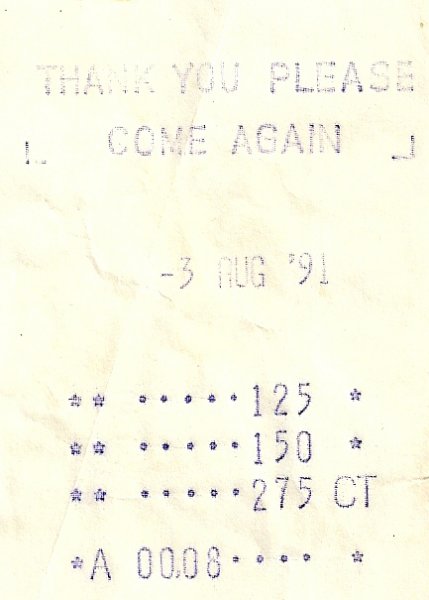 THANK YOU PLEASE
COME AGAIN
-3 AUG '91
** •••••125 *
** •••••150 *
** •••••275 CT
*A 00.08•••• *